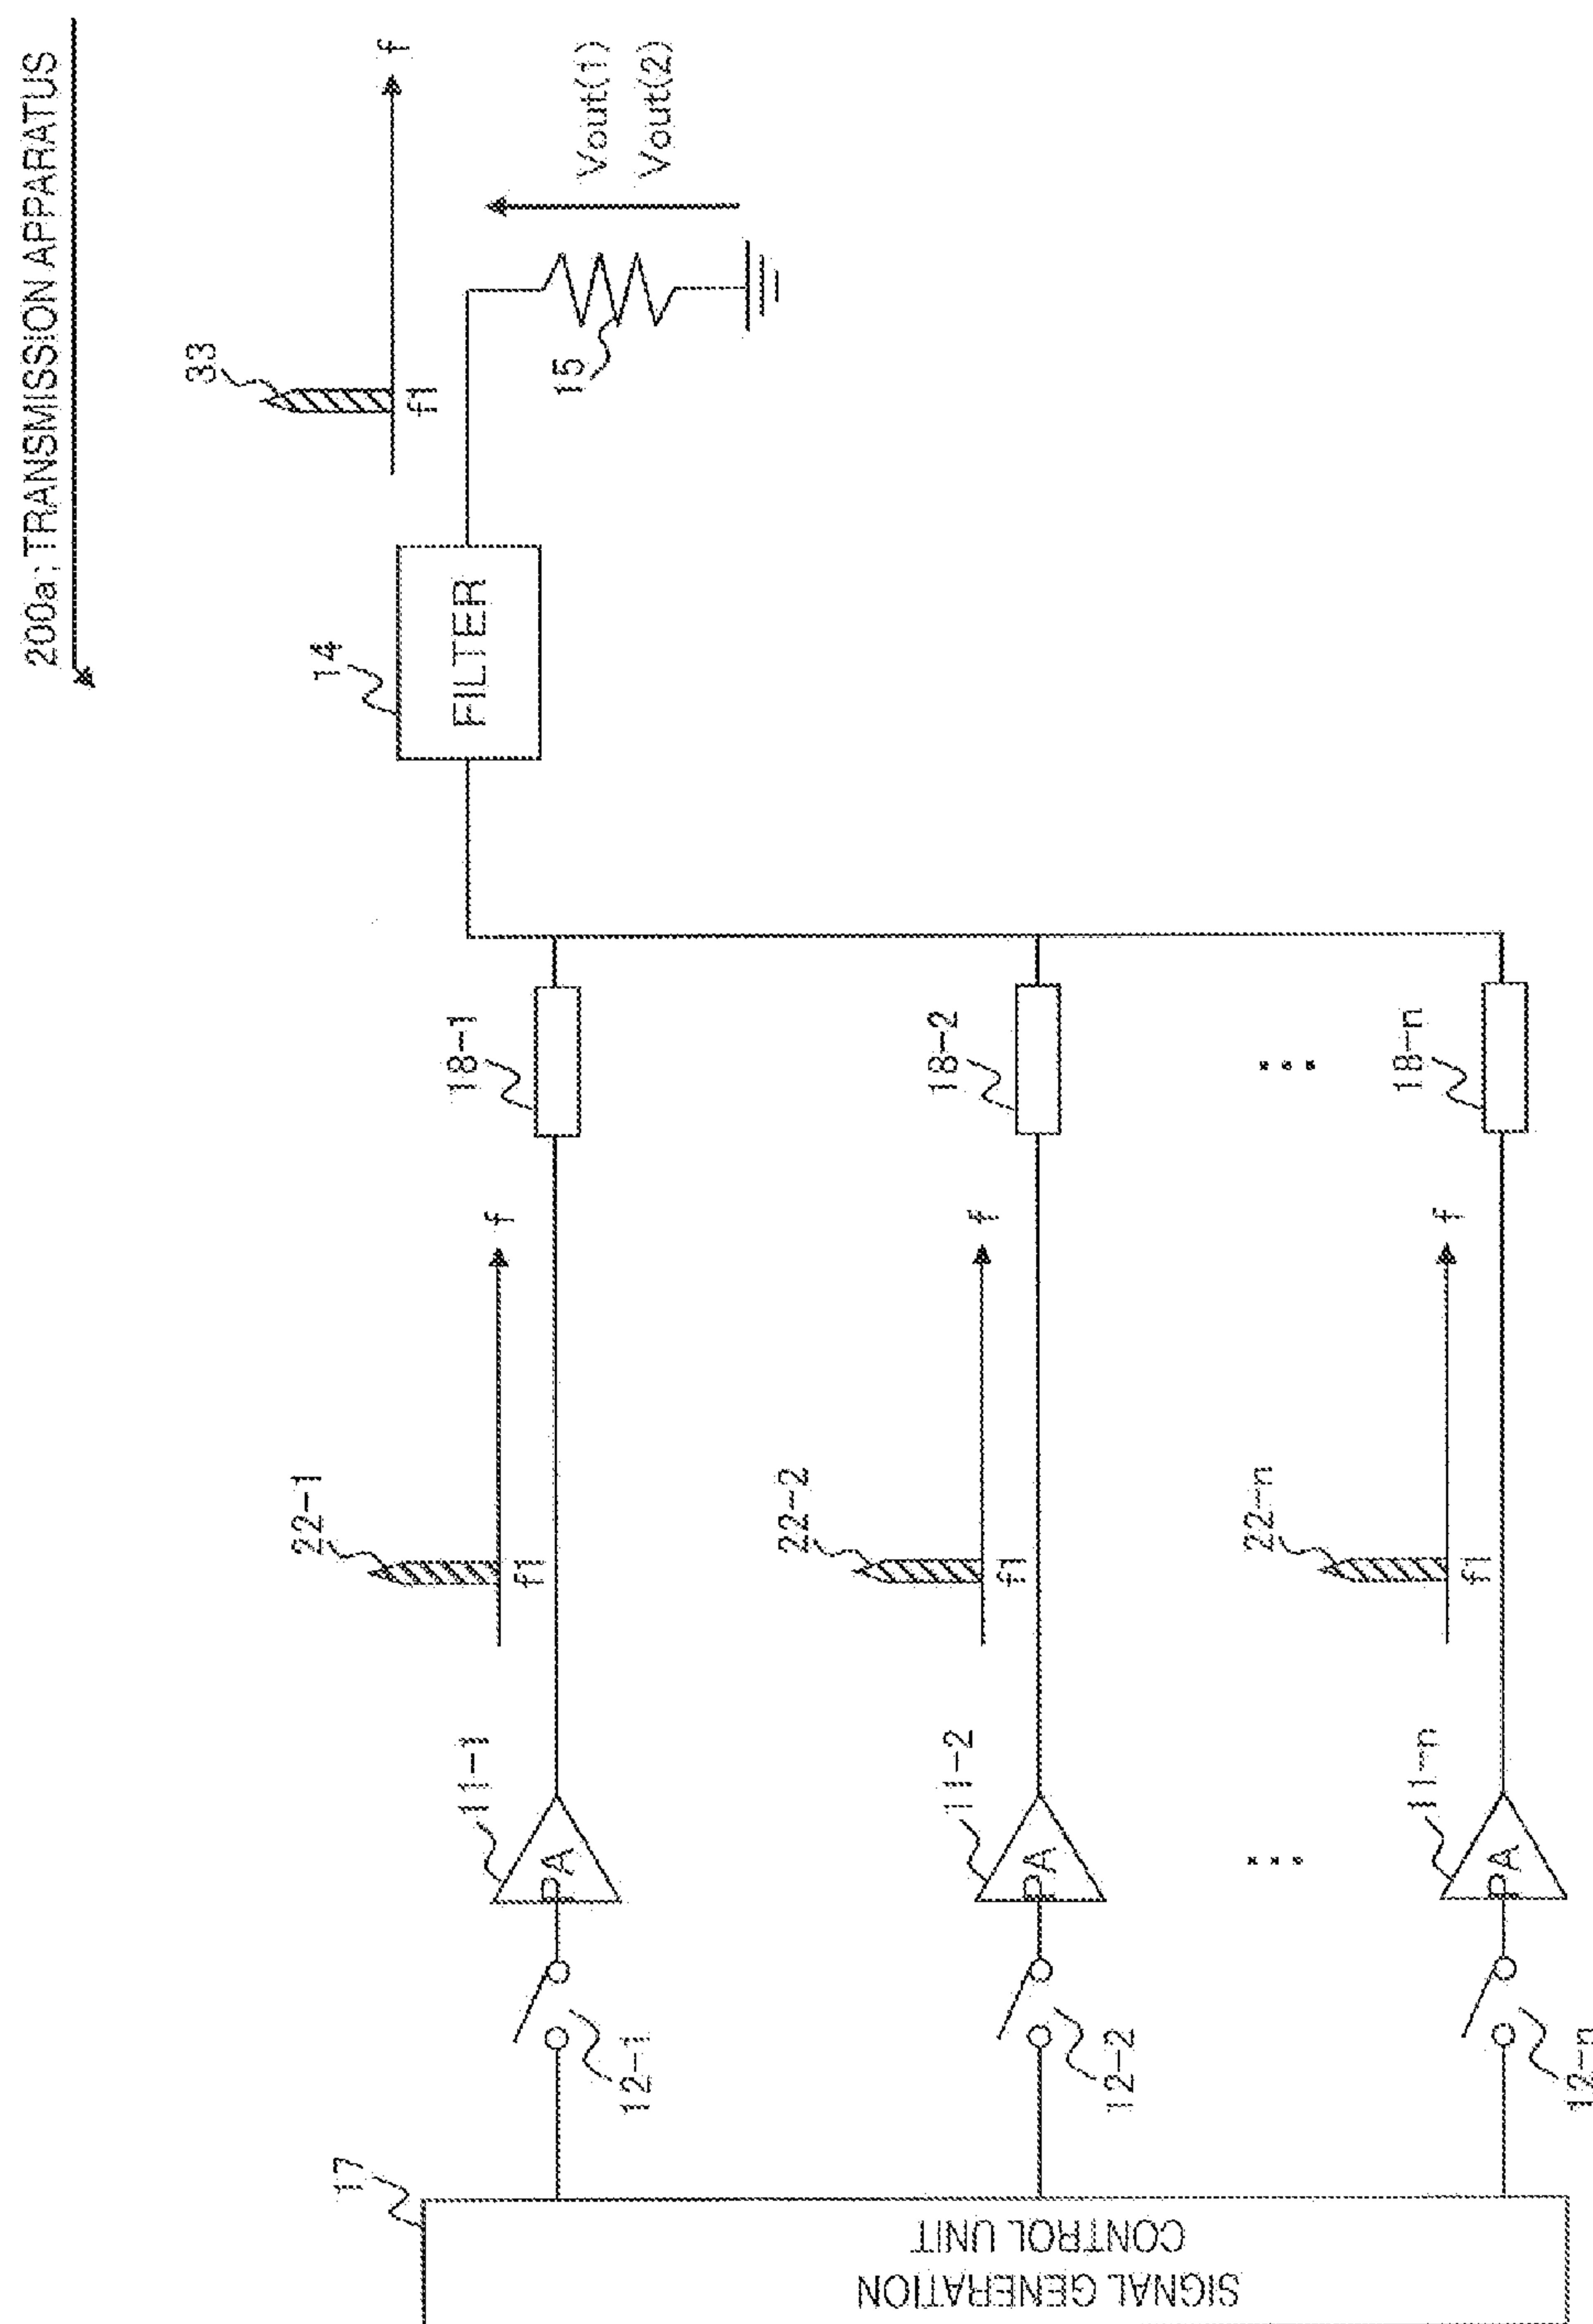 200a; TRANSMISSION APPARATUS
33
f
f1
Vout(1)
Vout(2)
15
14
FILTER
18-1
18-2
...
18-n
22-1
f
f1
22-2
f
f1
22-n
f
f1
11-1
PA
11-2
PA
...
11-n
PA
12-1
12-2
12-n
17
SIGNAL GENERATION
CONTROL UNIT